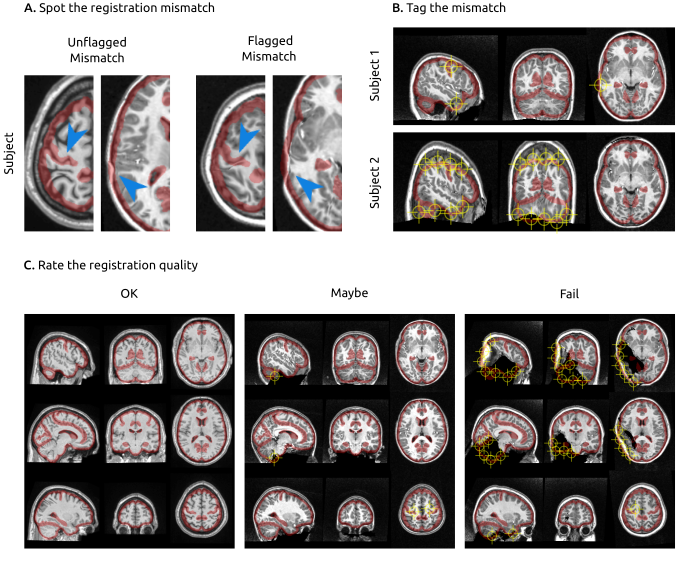 A. Spot the registration mismatch
Unflagged
Mismatch
Flagged
Mismatch
Subject
B. Tag the mismatch
Subject 1
Subject 2
C. Rate the registration quality
OK
Maybe
Fail